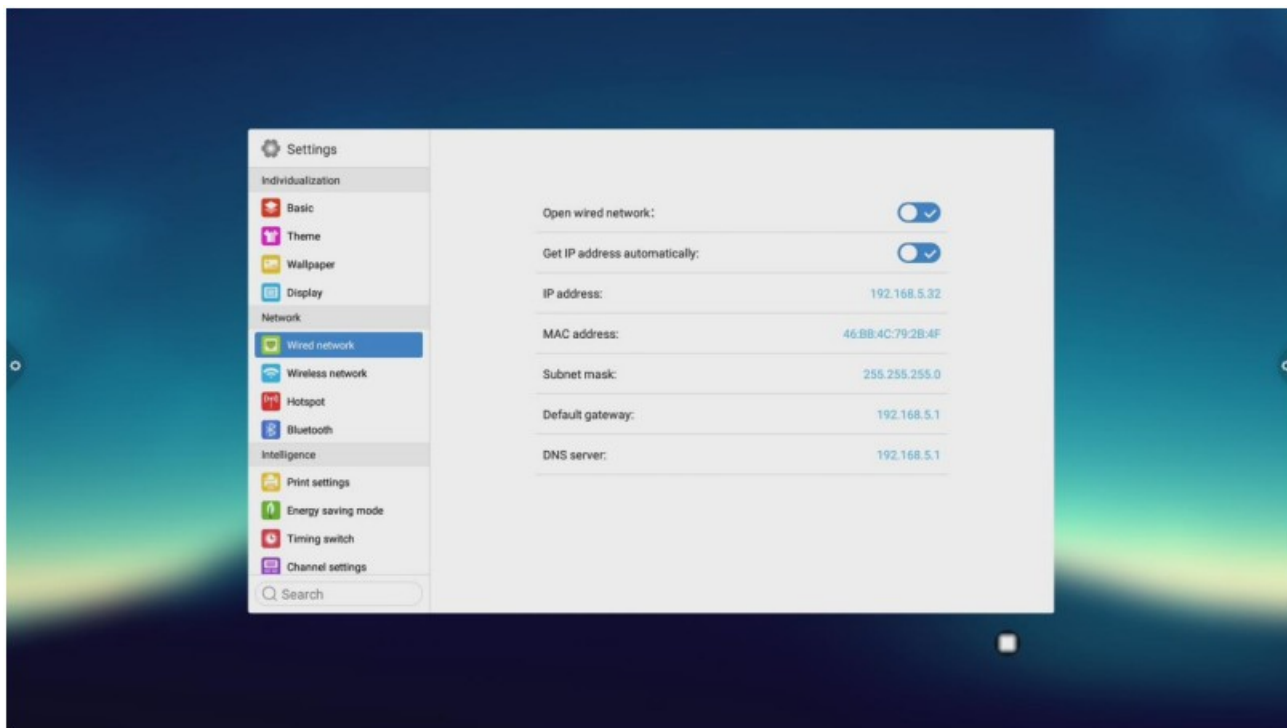 Settings
Individualization
Basic
Theme
Wallpaper
Display
Network
Wired network
Wireless network
Hotspot
Bluetooth
Intelligence
Print settings
Energy saving mode
Timing switch
Channel settings
Search
Open wired network:
Get IP address automatically:
IP address: 192.168.5.32
MAC address: 46:BB:4C:79:2B:4F
Subnet mask: 255.255.255.0
Default gateway: 192.168.5.1
DNS server: 192.168.5.1